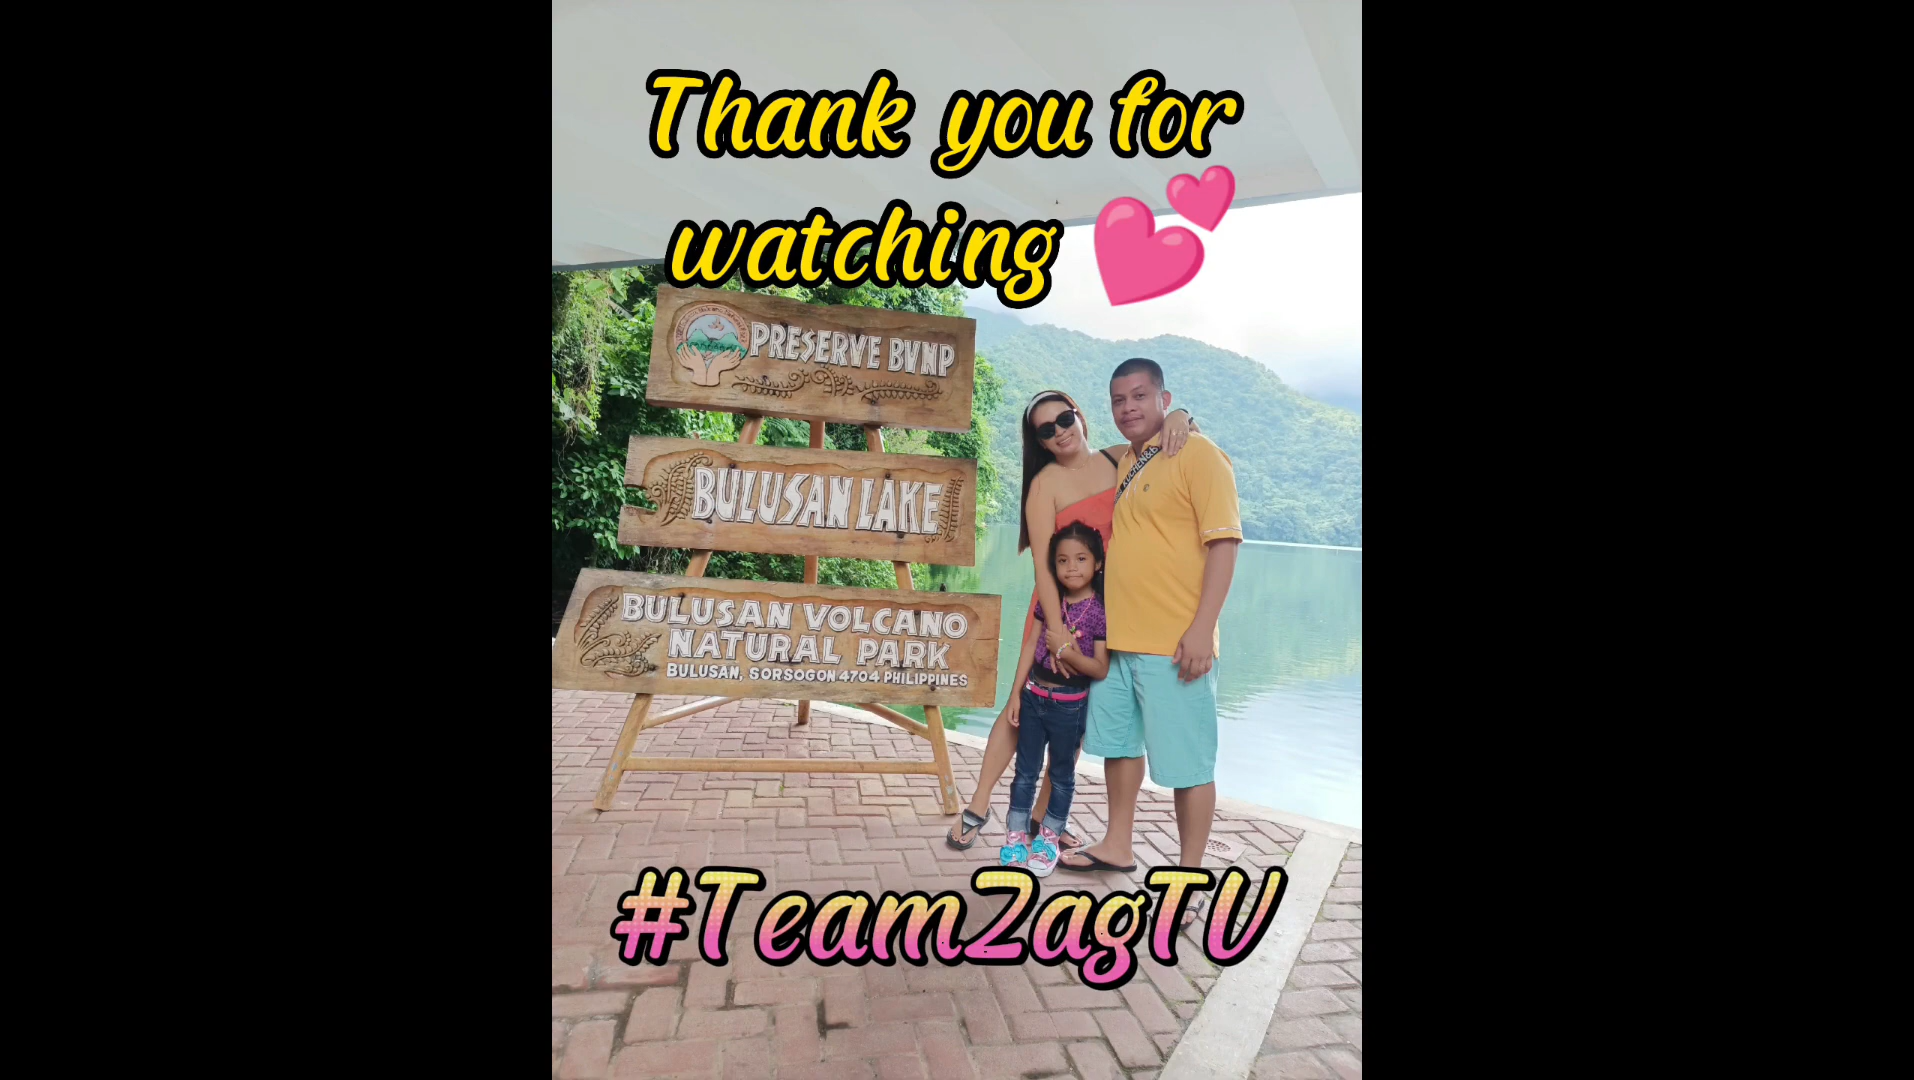 Thank you for
watching 💕
PRESERVE BVNP
BULUSAN LAKE
BULUSAN VOLCANO
NATURAL PARK
BULUSAN, SORSOGON 4704 PHILIPPINES
#TeamZagTV